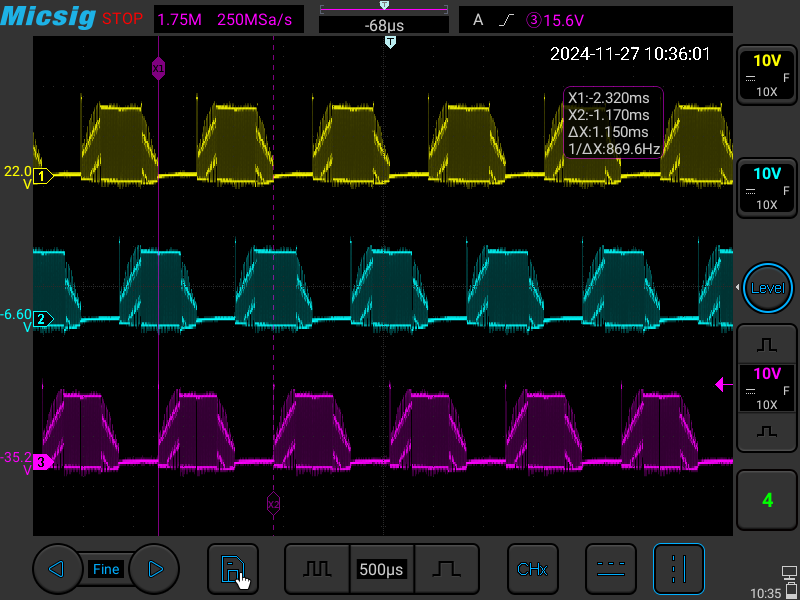 Micsig STOP 1.75M 250MSa/s -68μs A ③ 15.6V
T
T
2024-11-27 10:36:01
X1
X1:-2.320ms
X2:-1.170ms
ΔX:1.150ms
1/ΔX:869.6Hz
22.0
V
1
-6.60
V
2
-35.2
V
3
X2
10V
F
10X
10V
F
10X
Level
10V
F
10X
4
Fine
500μs
CHx
10:35